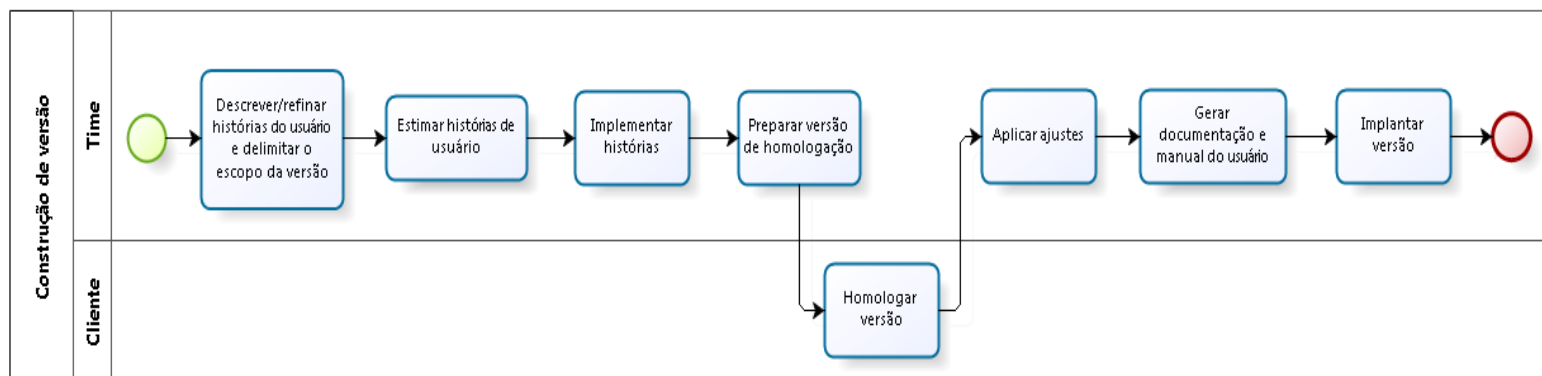 Construção de versão
Time
Descrever/refinar
histórias do usuário
e delimitar o
escopo da versão
Estimar histórias de
usuário
Implementar
histórias
Preparar versão
de homologação
Aplicar ajustes
Gerar
documentação e
manual do usuário
Implantar
versão
Cliente
Homologar
versão